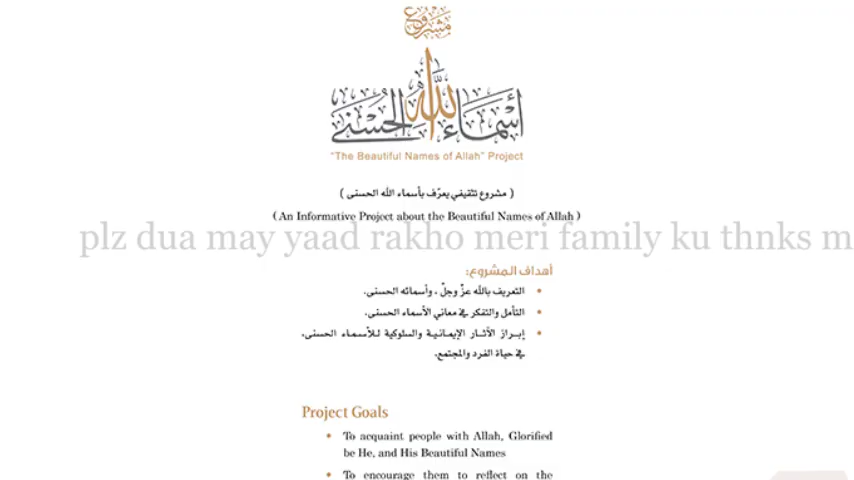 مشروع
أسماء الله الحسنى
"The Beautiful Names of Allah" Project
( مشروع تثقيفي يعرّف بأسماء الله الحسنى )
( An Informative Project about the Beautiful Names of Allah )
plz dua may yaad rakho meri family ku thnks m
أهداف المشروع:
• التعريف بالله عزّ وجلّ ، وأسمائه الحسنى.
• التأمل والتفكر في معاني الأسماء الحسنى.
• إبراز الآثار الإيمانية والسلوكية للأسماء الحسنى،
في حياة الفرد والمجتمع.
Project Goals
• To acquaint people with Allah, Glorified
be He, and His Beautiful Names
• To encourage them to reflect on the